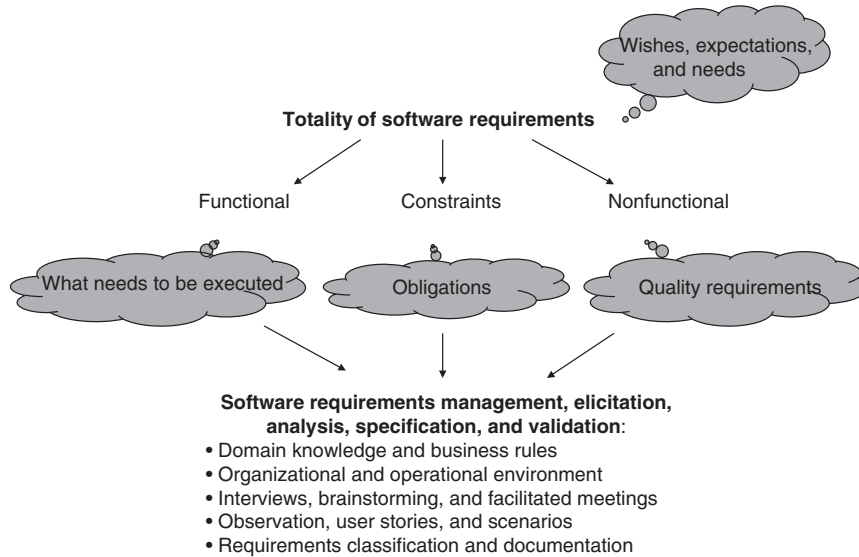 Wishes, expectations,
and needs
Totality of software requirements
Functional
Constraints
Nonfunctional
What needs to be executed
Obligations
Quality requirements
Software requirements management, elicitation,
analysis, specification, and validation:
• Domain knowledge and business rules
• Organizational and operational environment
• Interviews, brainstorming, and facilitated meetings
• Observation, user stories, and scenarios
• Requirements classification and documentation